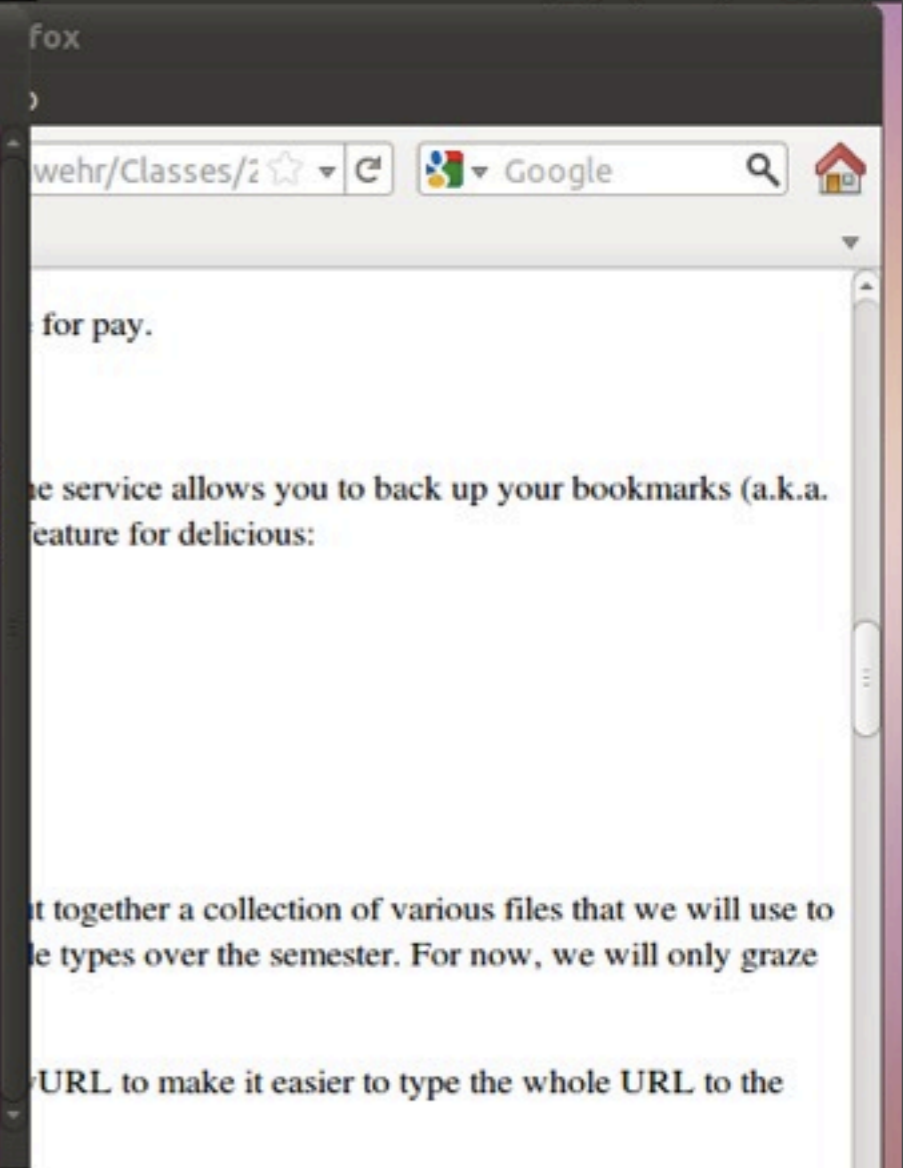 fox
wehr/Classes/2
Google
for pay.
service allows you to back up your bookmarks (a.k.a.
feature for delicious:
together a collection of various files that we will use to
types over the semester. For now, we will only graze
URL to make it easier to type the whole URL to the